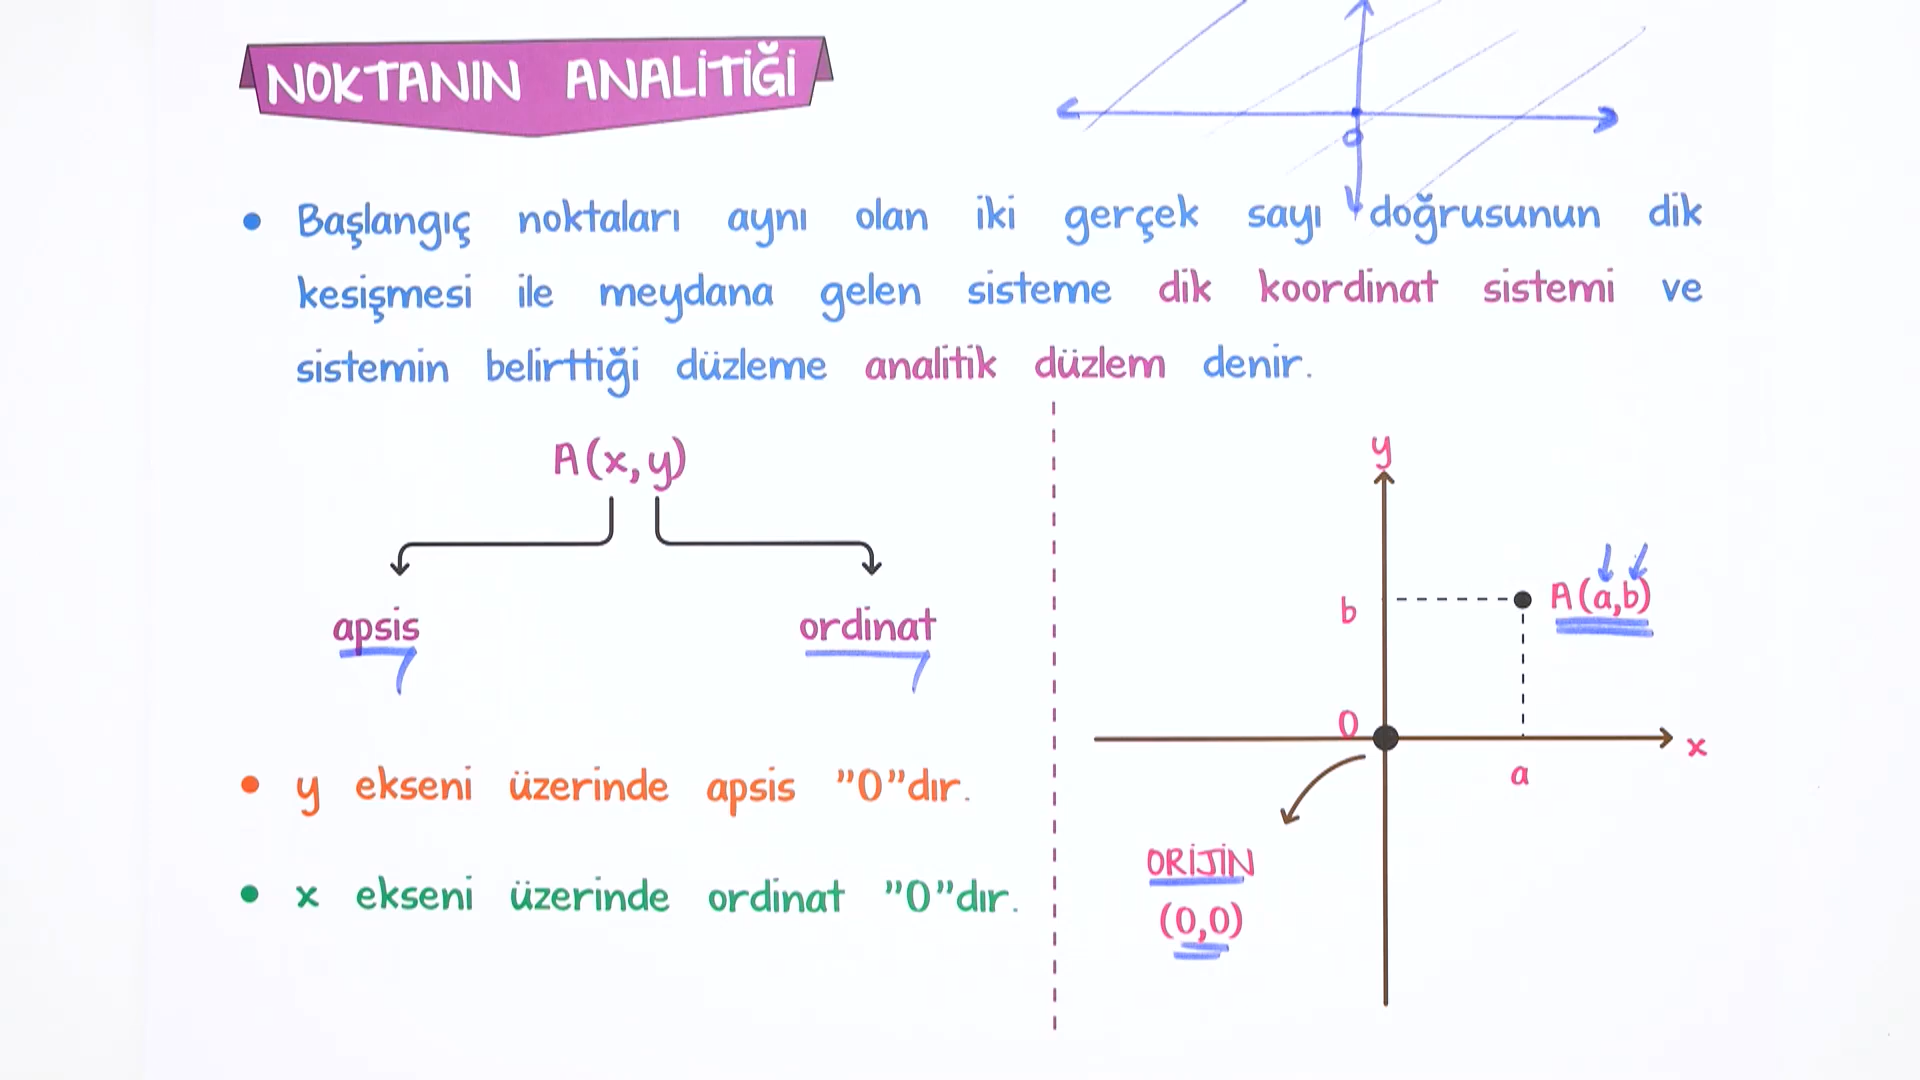 NOKTANIN ANALİTİĞİ
O
• Başlangıç noktaları aynı olan iki gerçek sayı doğrusunun dik
kesişmesi ile meydana gelen sisteme dik koordinat sistemi ve
sistemin belirttiği düzleme analitik düzlem denir.
A(x,y)
apsis
ordinat
• y ekseni üzerinde apsis "0"dır.
• x ekseni üzerinde ordinat "0"dır.
y
b
A(a,b)
0
x
a
ORİJİN
(0,0)